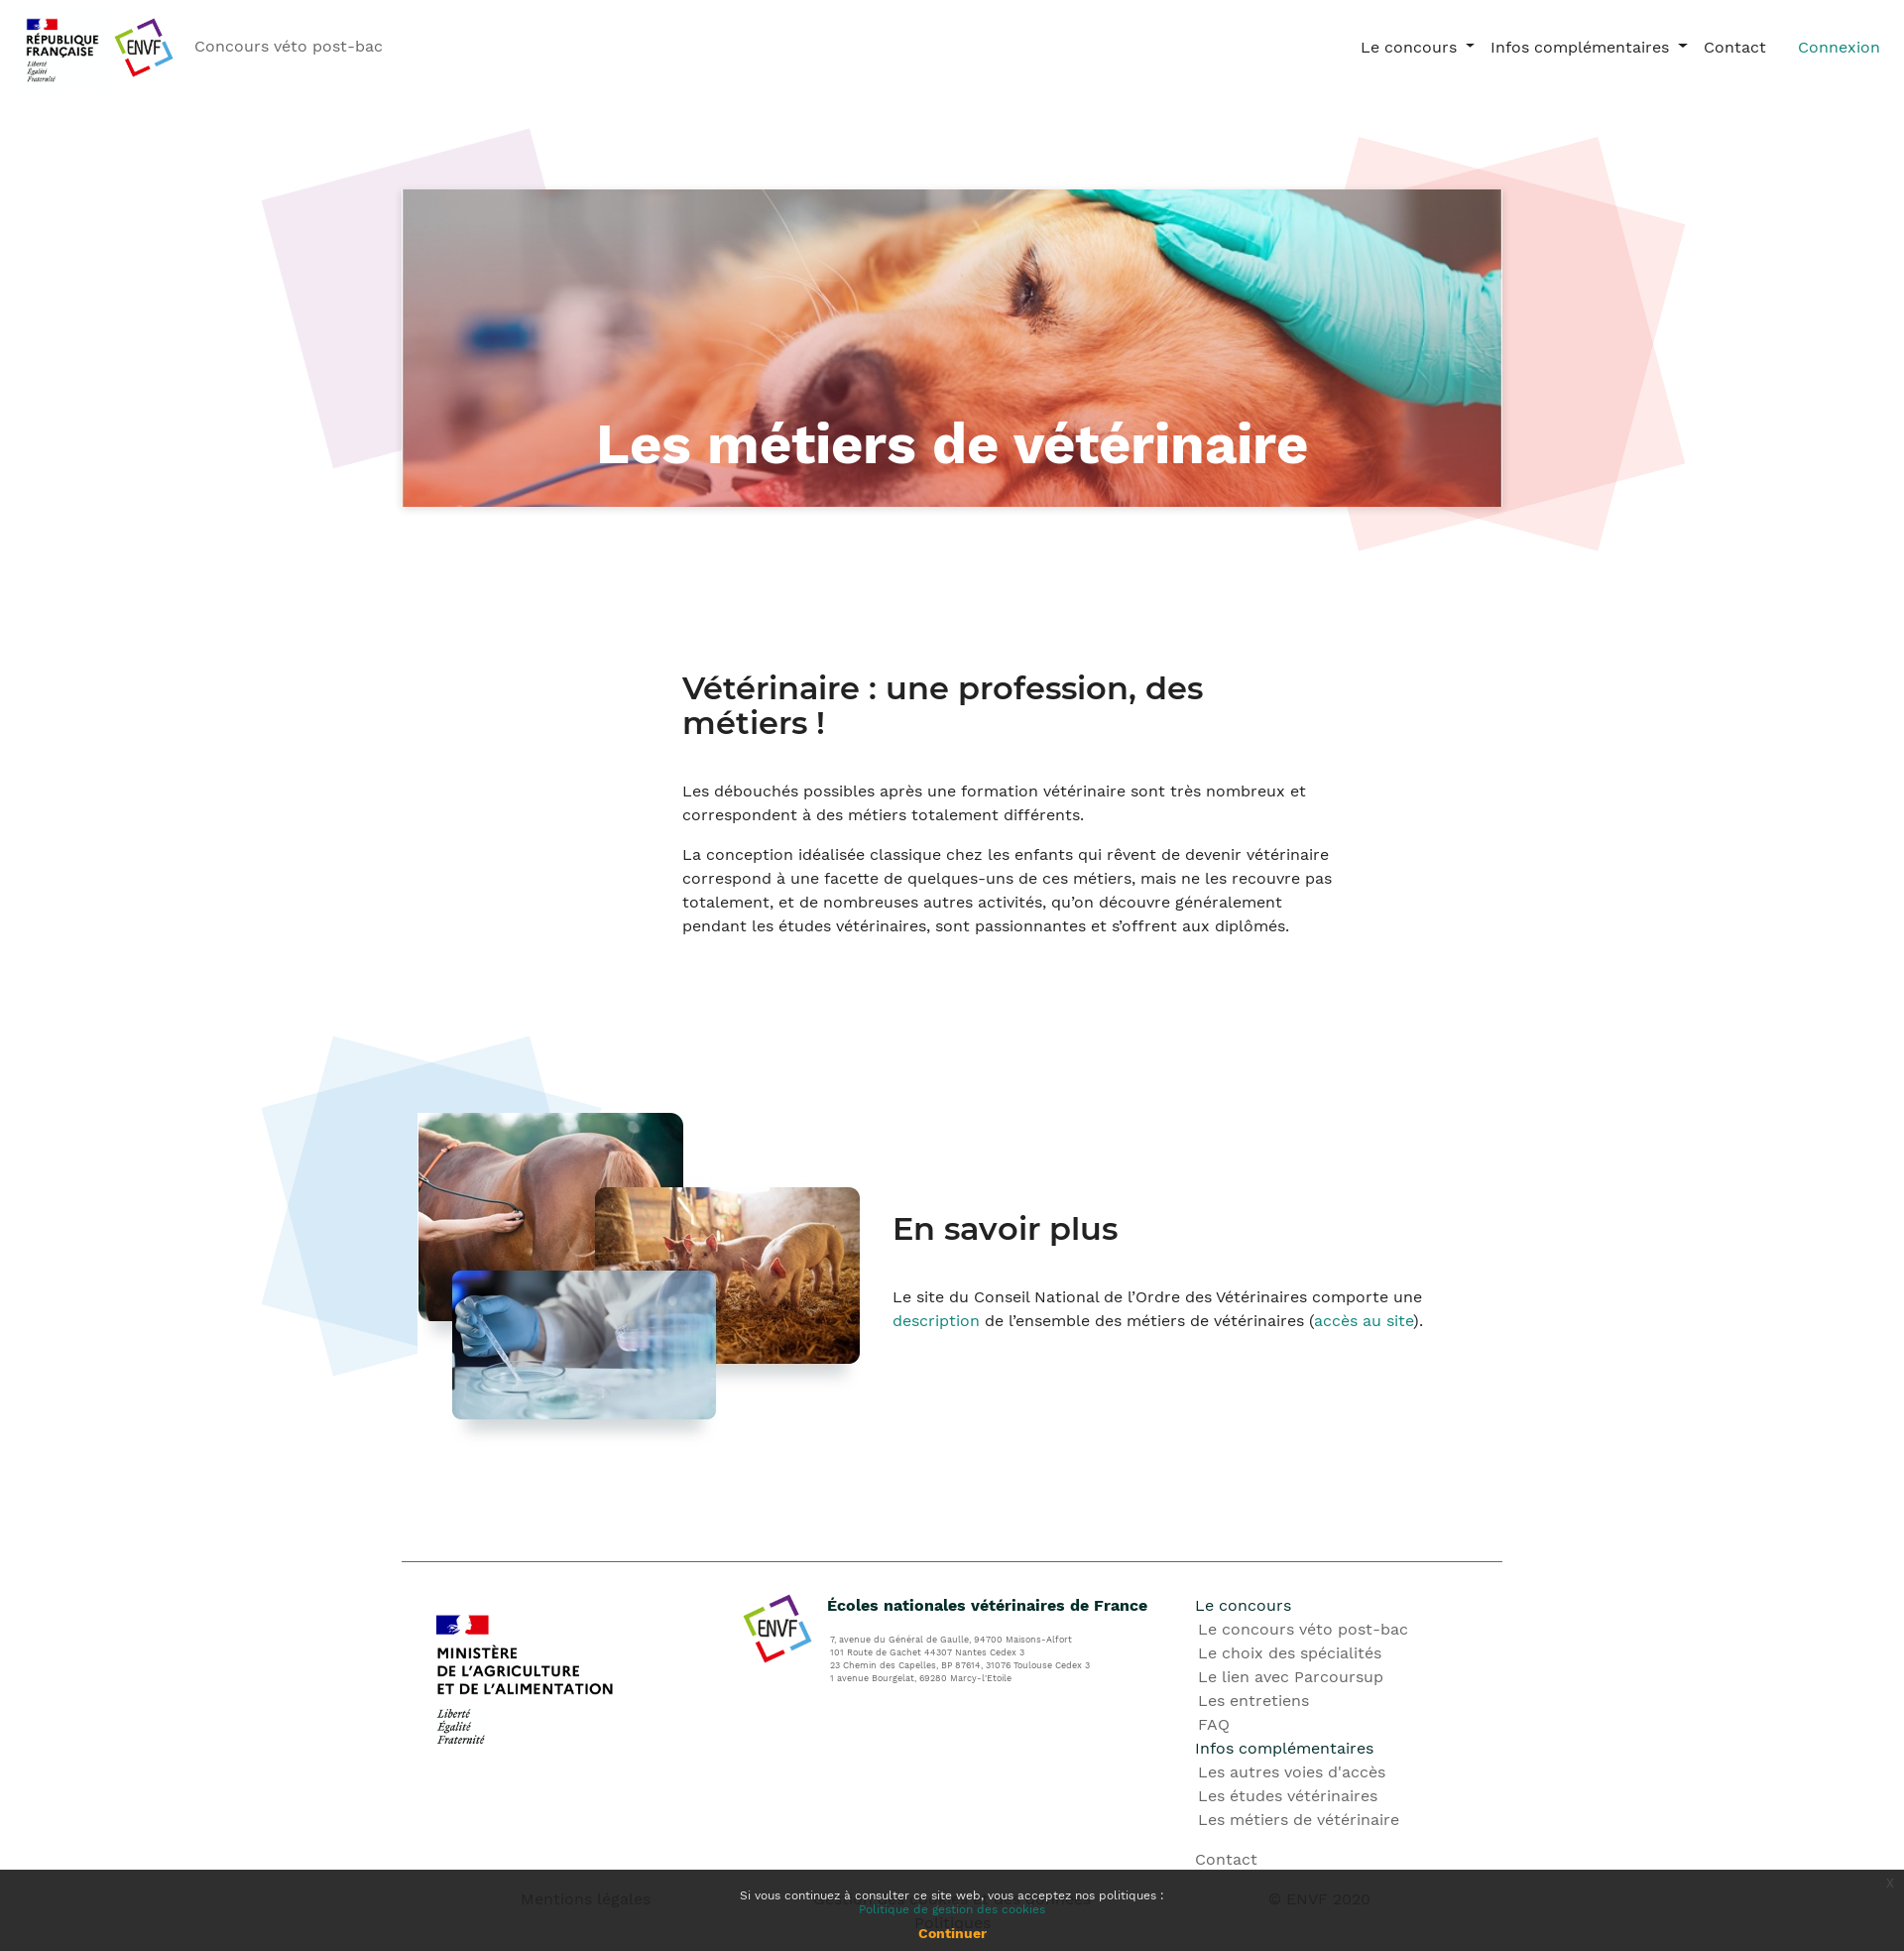 RÉPUBLIQUE
FRANÇAISE
Liberté
Égalité
Fraternité
ENVF
Concours véto post-bac
Le concours
Infos complémentaires
Contact
Connexion
Les métiers de vétérinaire
Vétérinaire : une profession, des
métiers !
Les débouchés possibles après une formation vétérinaire sont très nombreux et
correspondent à des métiers totalement différents.
La conception idéalisée classique chez les enfants qui rêvent de devenir vétérinaire
correspond à une facette de quelques-uns de ces métiers, mais ne les recouvre pas
totalement, et de nombreuses autres activités, qu’on découvre généralement
pendant les études vétérinaires, sont passionnantes et s’offrent aux diplômés.
En savoir plus
Le site du Conseil National de l’Ordre des Vétérinaires comporte une
description de l’ensemble des métiers de vétérinaires (accès au site).
MINISTÈRE
DE L’AGRICULTURE
ET DE L’ALIMENTATION
Liberté
Égalité
Fraternité
ENVF
Écoles nationales vétérinaires de France
7, avenue du Général de Gaulle, 94700 Maisons-Alfort
101 Route de Gachet 44307 Nantes Cedex 3
23 Chemin des Capelles, BP 87614, 31076 Toulouse Cedex 3
1 avenue Bourgelat, 69280 Marcy-l'Etoile
Le concours
Le concours véto post-bac
Le choix des spécialités
Le lien avec Parcoursup
Les entretiens
FAQ
Infos complémentaires
Les autres voies d'accès
Les études vétérinaires
Les métiers de vétérinaire
Contact
Mentions légales
© ENVF 2020
Politiques
Si vous continuez à consulter ce site web, vous acceptez nos politiques :
Politique de gestion des cookies
Continuer
x